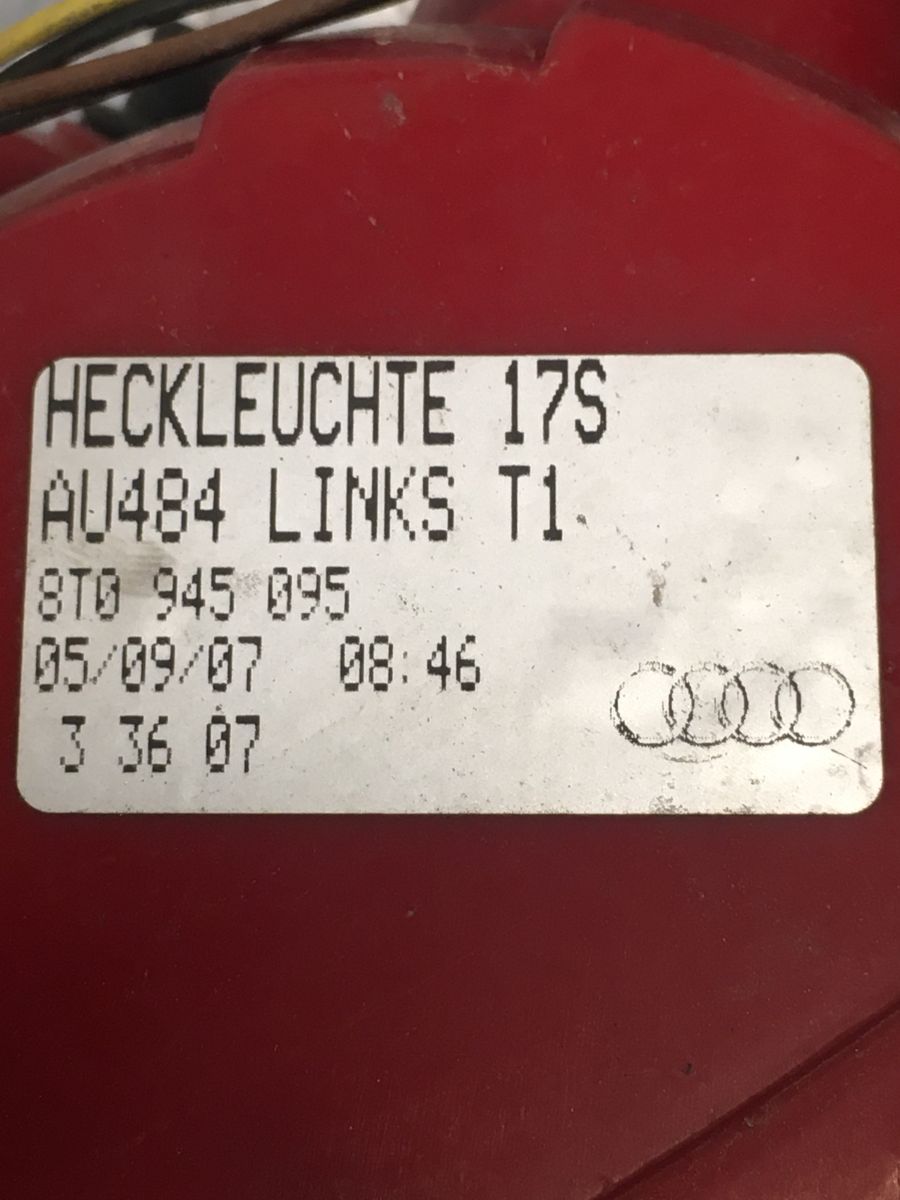 HECKLEUCHTE 17S
AU484 LINKS T1
8T0 945 095
05/09/07 08:46
3 36 07